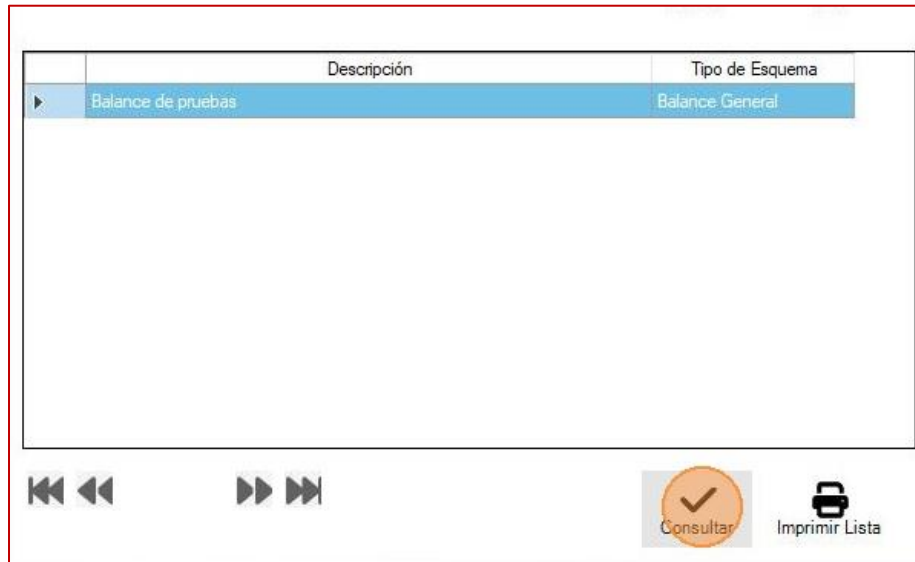 Descripción Tipo de Esquema
Balance de pruebas Balance General
Consultar Imprimir Lista